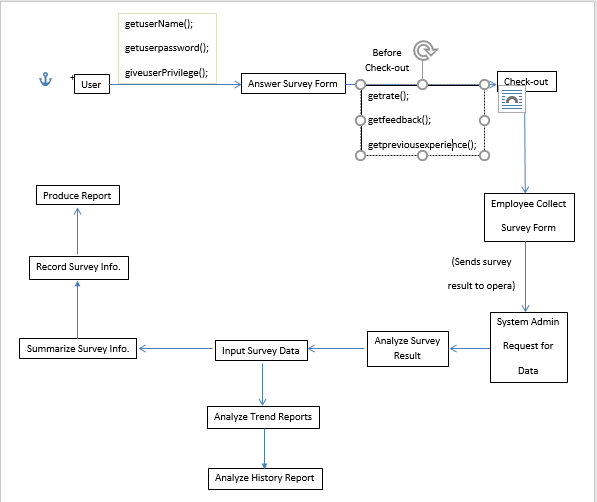 getuserName();
getuserpassword();
giveuserPrivilege();
User
Answer Survey Form
Before
Check-out
getrate();
getfeedback();
getpreviousexperience();
Check-out
Employee Collect
Survey Form
(Sends survey
result to opera)
System Admin
Request for
Data
Analyze Survey
Result
Input Survey Data
Summarize Survey Info.
Record Survey Info.
Produce Report
Analyze Trend Reports
Analyze History Report